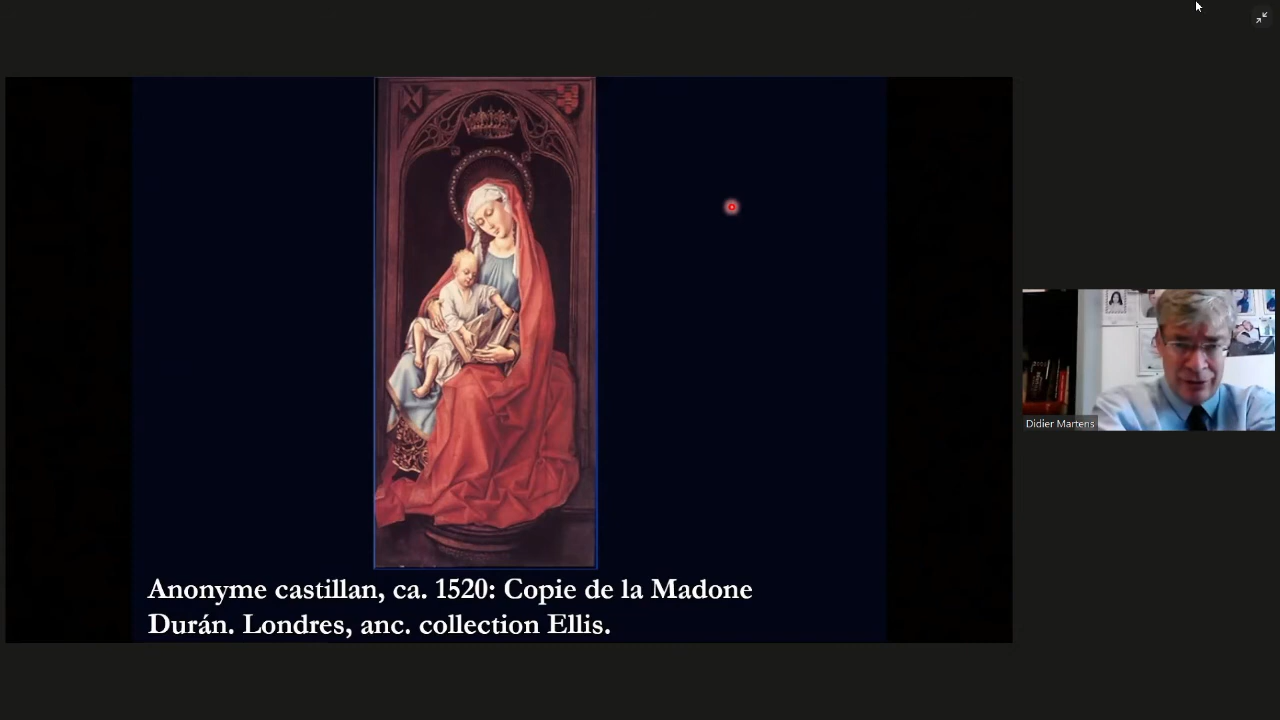 Anonyme castillan, ca. 1520: Copie de la Madone
Durán. Londres, anc. collection Ellis.
Didier Martens